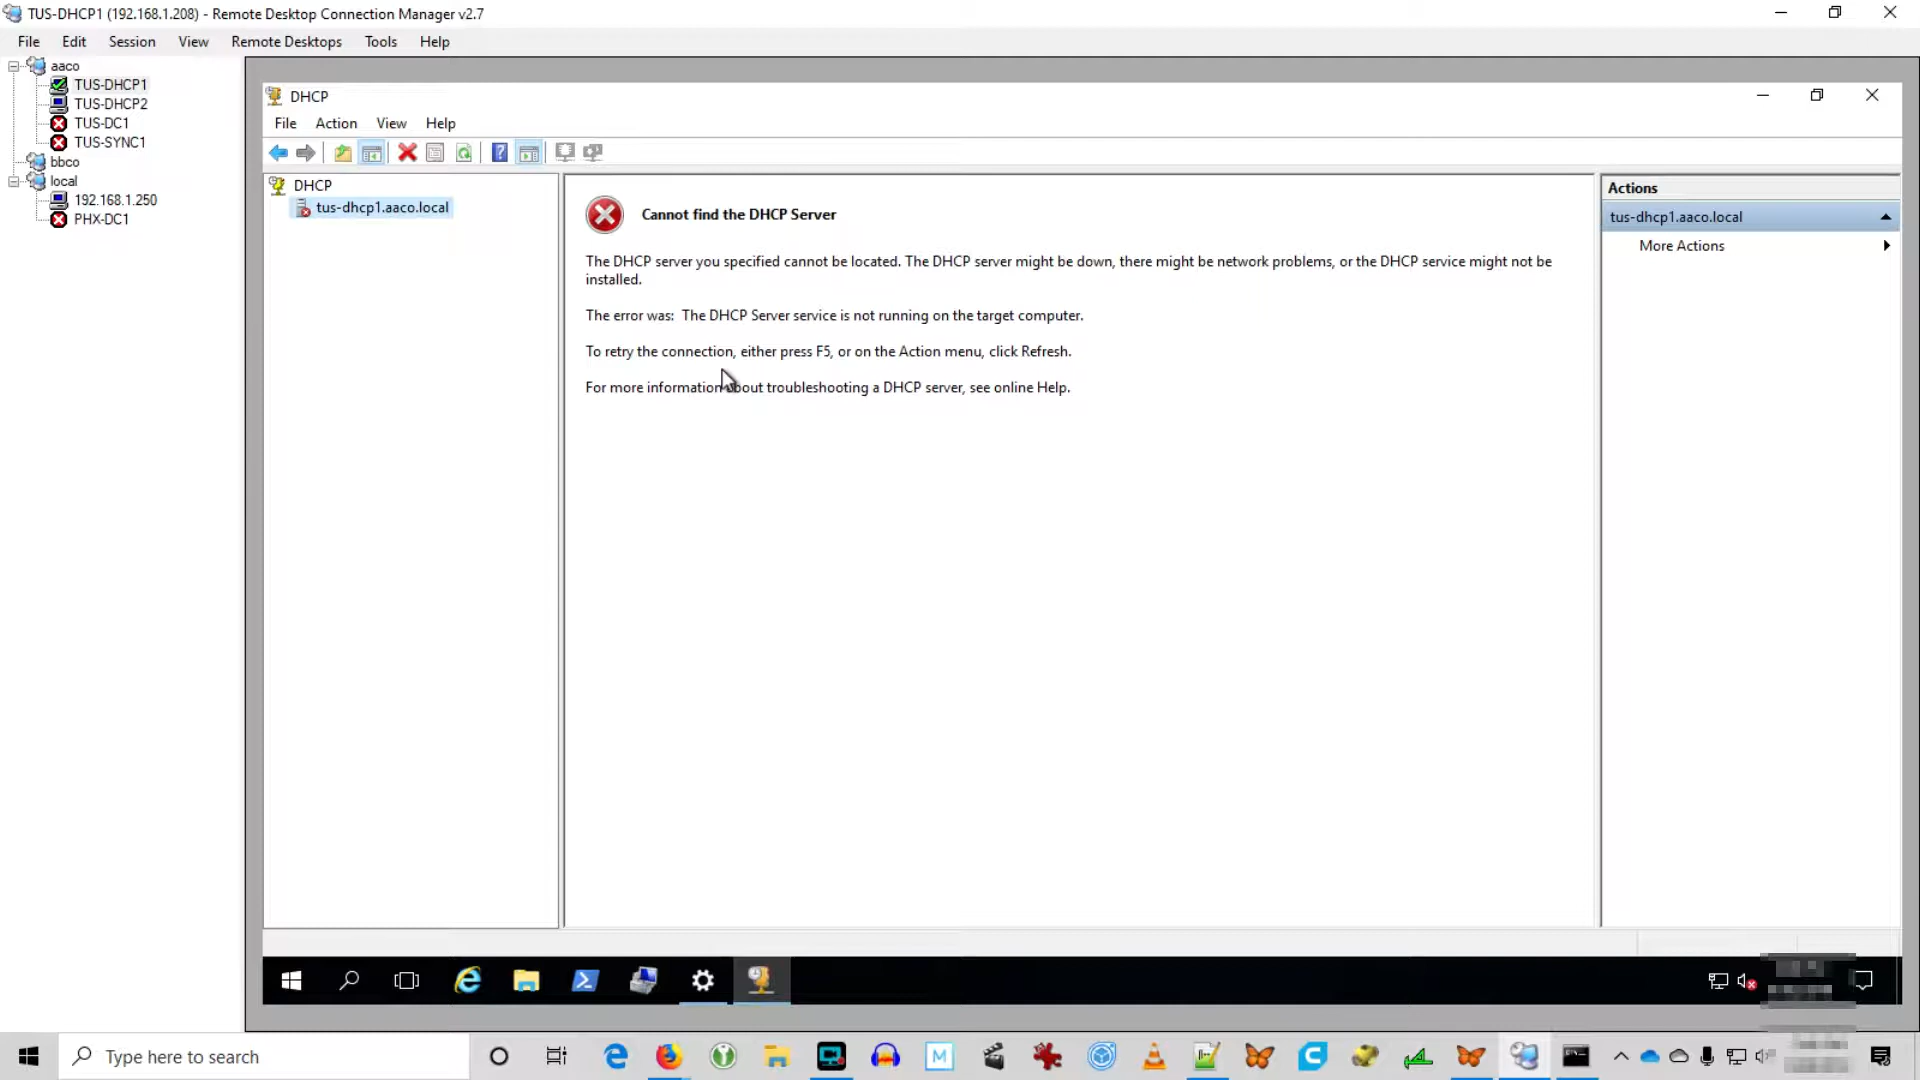 TUS-DHCP1 (192.168.1.208) - Remote Desktop Connection Manager v2.7
File Edit Session View Remote Desktops Tools Help
aaco
TUS-DHCP1
TUS-DHCP2
TUS-DC1
TUS-SYNC1
bbco
local
192.168.1.250
PHX-DC1
DHCP
File Action View Help
DHCP
tus-dhcp1.aaco.local
Cannot find the DHCP Server
The DHCP server you specified cannot be located. The DHCP server might be down, there might be network problems, or the DHCP service might not be
installed.
The error was: The DHCP Server service is not running on the target computer.
To retry the connection, either press F5, or on the Action menu, click Refresh.
For more information about troubleshooting a DHCP server, see online Help.
Actions
tus-dhcp1.aaco.local
More Actions
Type here to search